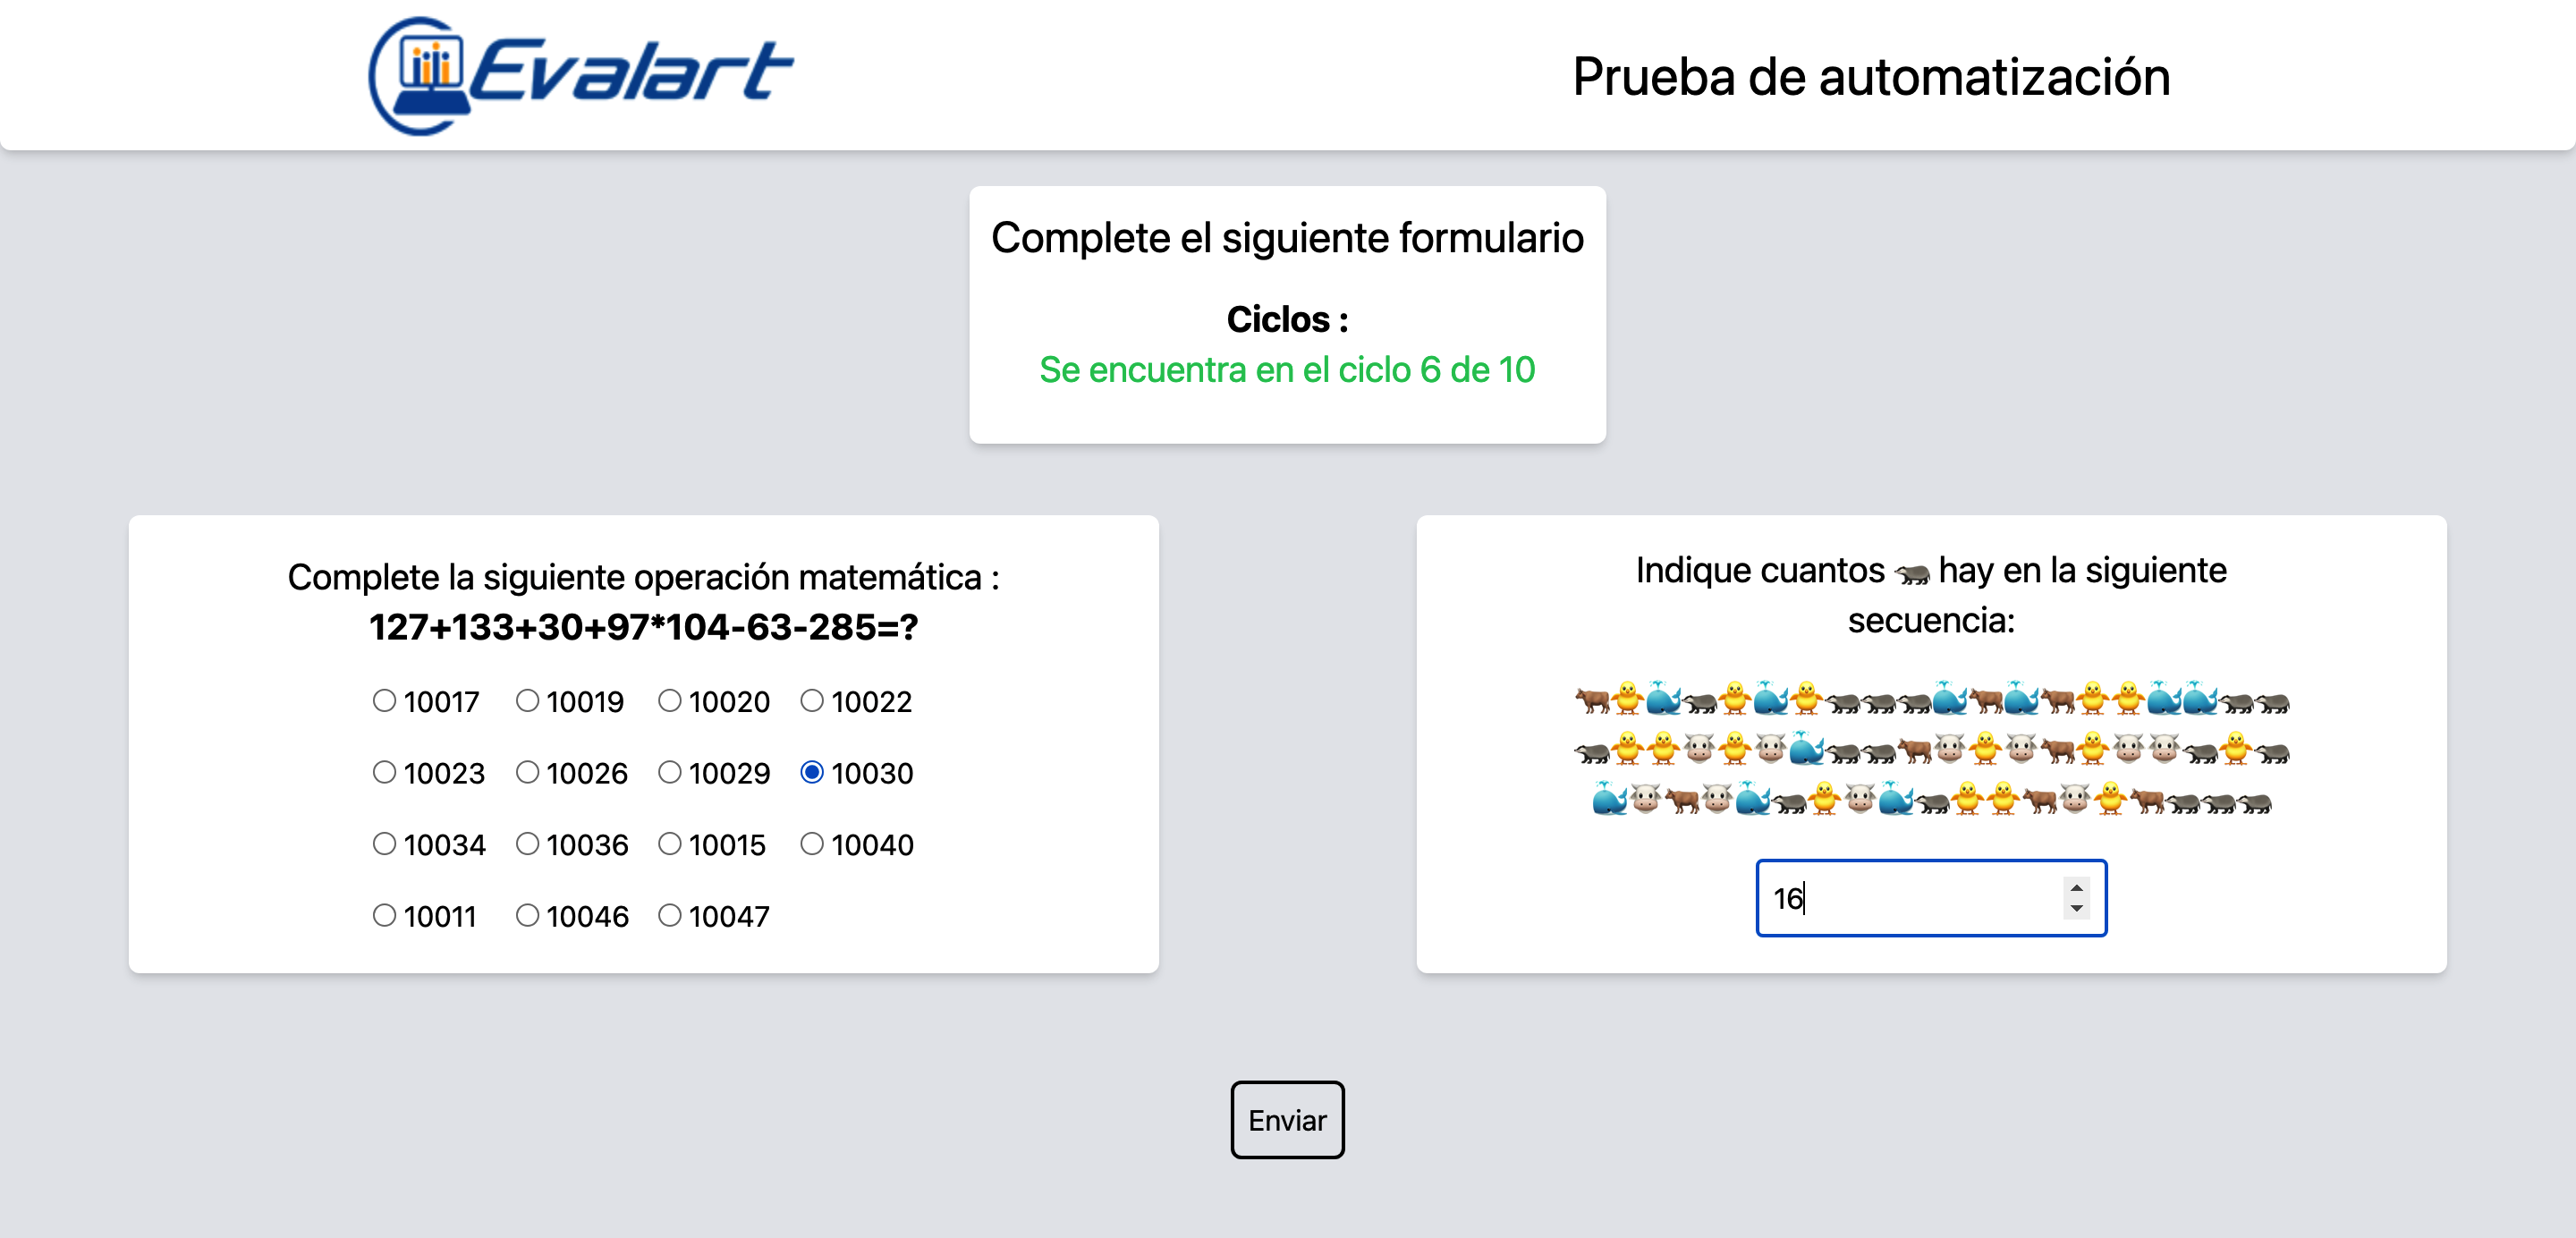 Evalart
Prueba de automatización
Complete el siguiente formulario
Ciclos :
Se encuentra en el ciclo 6 de 10
Complete la siguiente operación matemática :
127+133+30+97*104-63-285=?
10017 10019 10020 10022
10023 10026 10029 10030
10034 10036 10015 10040
10011 10046 10047
Indique cuantos 🦡 hay en la siguiente
secuencia:
🐂🐥🐳🦡🐥🐳🐥🦡🦡🦡🐳🐂🐳🐂🐥🐥🐳🐳🦡🦡
🦡🐥🐥🐮🐥🐮🐳🦡🦡🐂🐮🐥🐮🐂🐥🐮🐮🦡🐥🦡
🐳🐮🐂🐮🐳🦡🐥🐮🐳🦡🐥🐥🐂🐮🐥🐂🦡🦡🦡
16
Enviar